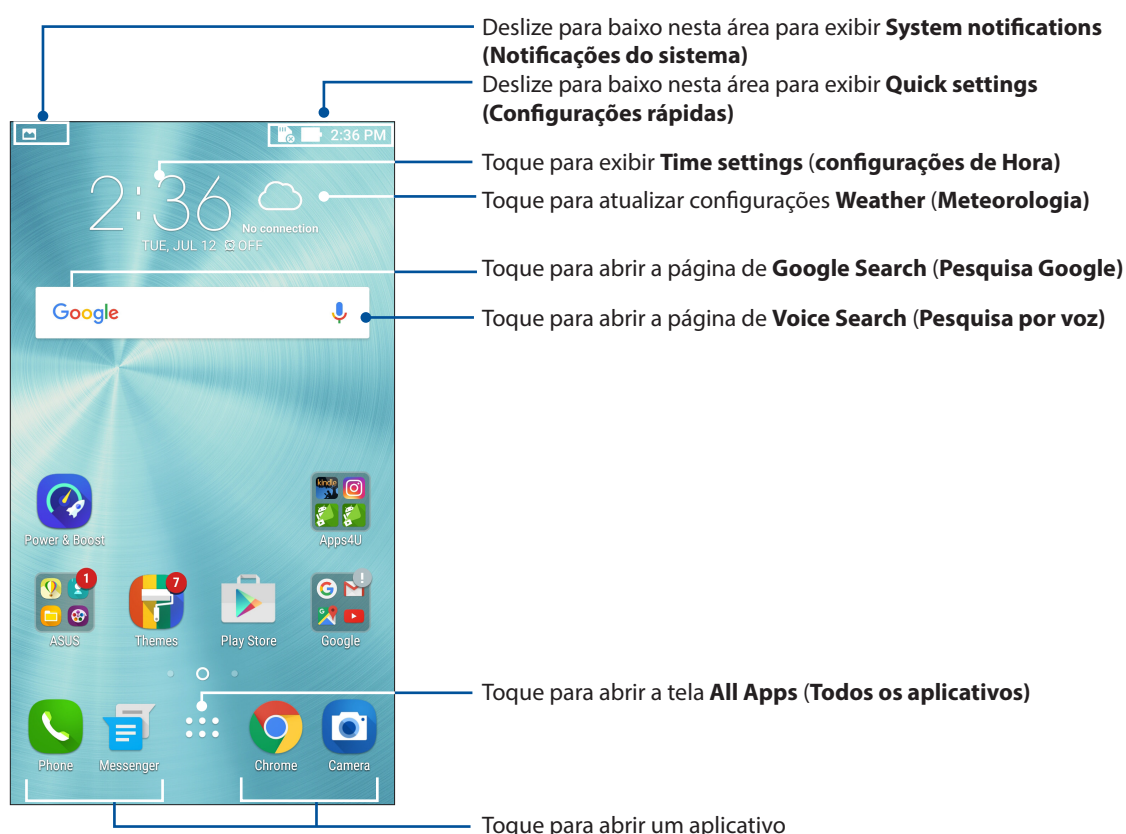 Deslize para baixo nesta área para exibir System notifications
(Notificações do sistema)
Deslize para baixo nesta área para exibir Quick settings
(Configurações rápidas)
2:36 PM
Toque para exibir Time settings (configurações de Hora)
2:36
Toque para atualizar configurações Weather (Meteorologia)
No connection
TUE, JUL 12 OFF
Toque para abrir a página de Google Search (Pesquisa Google)
Google
Toque para abrir a página de Voice Search (Pesquisa por voz)
kindle
Power & Boost
Apps4U
1
7
!
G
ASUS
Themes
Play Store
Google
Toque para abrir a tela All Apps (Todos os aplicativos)
Phone
Messenger
Chrome
Camera
Toque para abrir um aplicativo